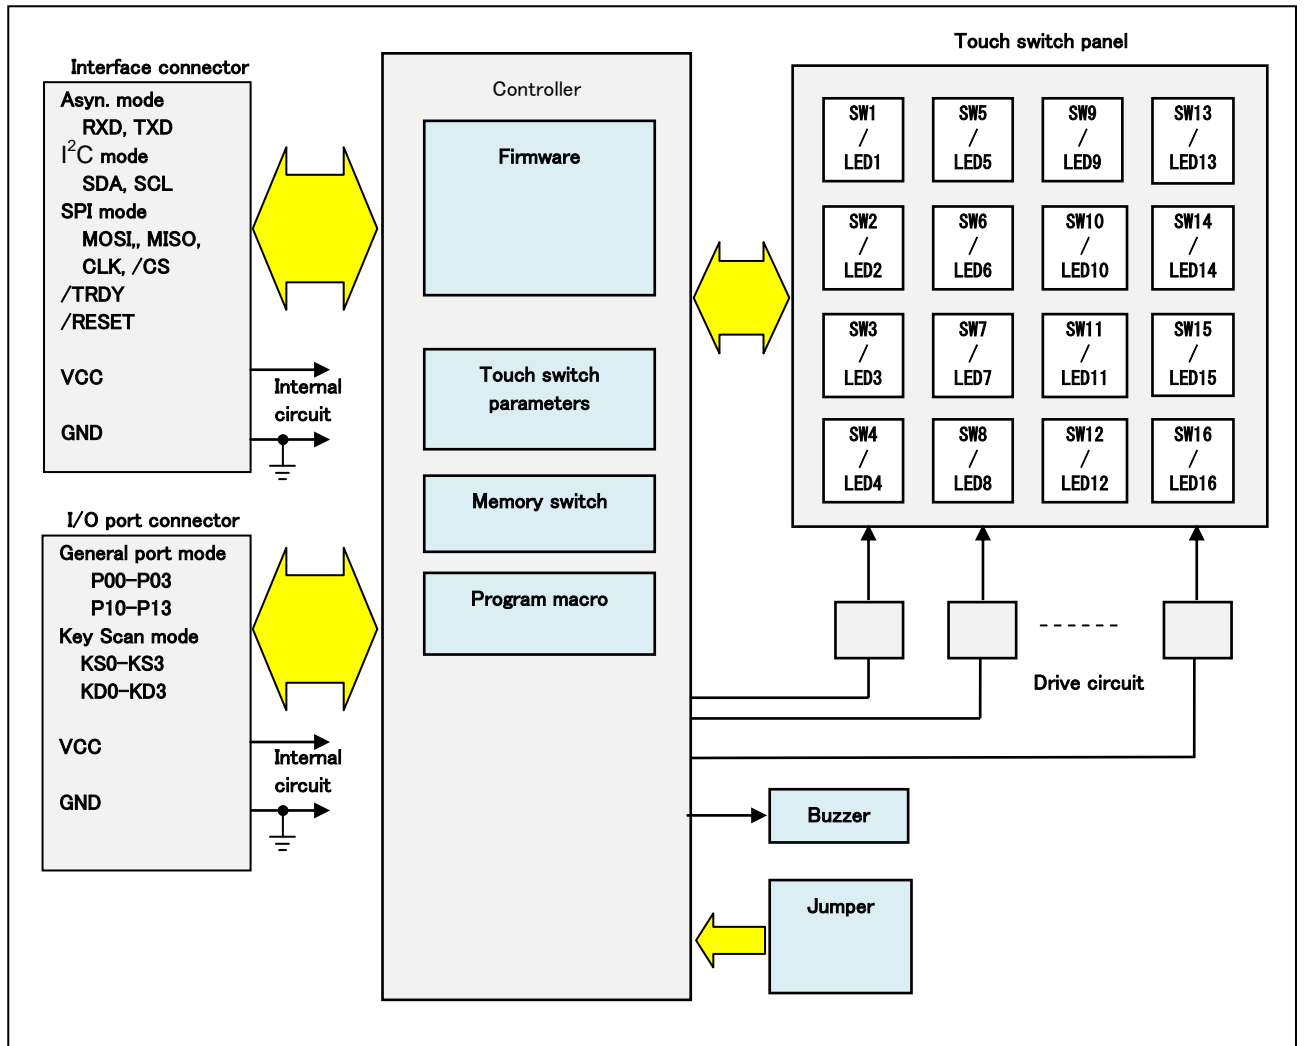 Touch switch panel
Interface connector
Asyn. mode
RXD, TXD
I²C mode
SDA, SCL
SPI mode
MOSI,, MISO,
CLK, /CS
/TRDY
/RESET
VCC
GND
Internal
circuit
I/O port connector
General port mode
P00-P03
P10-P13
Key Scan mode
KS0-KS3
KD0-KD3
VCC
GND
Internal
circuit
Controller
Firmware
Touch switch
parameters
Memory switch
Program macro
SW1
/
LED1
SW5
/
LED5
SW9
/
LED9
SW13
/
LED13
SW2
/
LED2
SW6
/
LED6
SW10
/
LED10
SW14
/
LED14
SW3
/
LED3
SW7
/
LED7
SW11
/
LED11
SW15
/
LED15
SW4
/
LED4
SW8
/
LED8
SW12
/
LED12
SW16
/
LED16
Drive circuit
Buzzer
Jumper